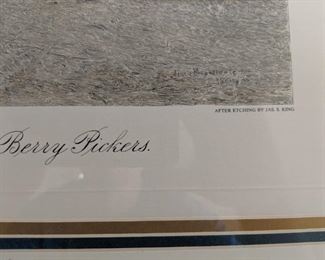 AFTER ETCHING BY JAS. S. KING
Berry Pickers.